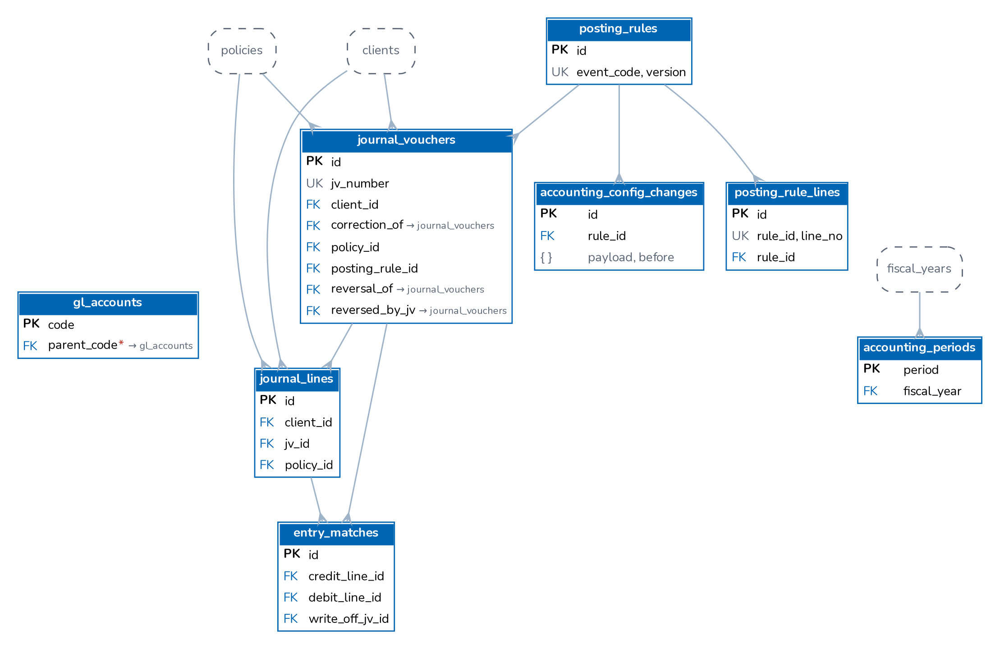 policies
clients
posting_rules
PK id
UK event_code, version
journal_vouchers
PK id
UK jv_number
FK client_id
FK correction_of → journal_vouchers
FK policy_id
FK posting_rule_id
FK reversal_of → journal_vouchers
FK reversed_by_jv → journal_vouchers
accounting_config_changes
PK id
FK rule_id
{ } payload, before
posting_rule_lines
PK id
UK rule_id, line_no
FK rule_id
fiscal_years
gl_accounts
PK code
FK parent_code* → gl_accounts
accounting_periods
PK period
FK fiscal_year
journal_lines
PK id
FK client_id
FK jv_id
FK policy_id
entry_matches
PK id
FK credit_line_id
FK debit_line_id
FK write_off_jv_id